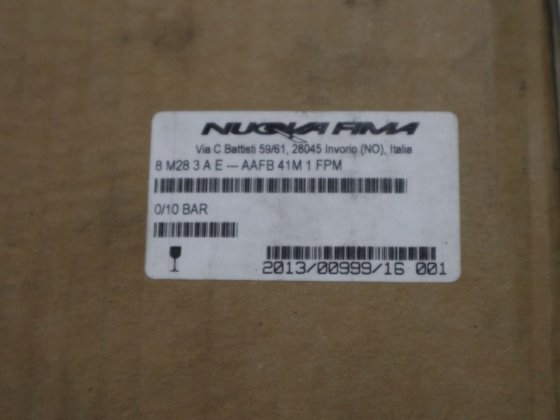 NUOVA FIMA
Via C Battisti 59/61, 28045 Invorio (NO), Italia
8 M28 3 A E --- AAFB 41M 1 FPM
0/10 BAR
2013/00999/16 001